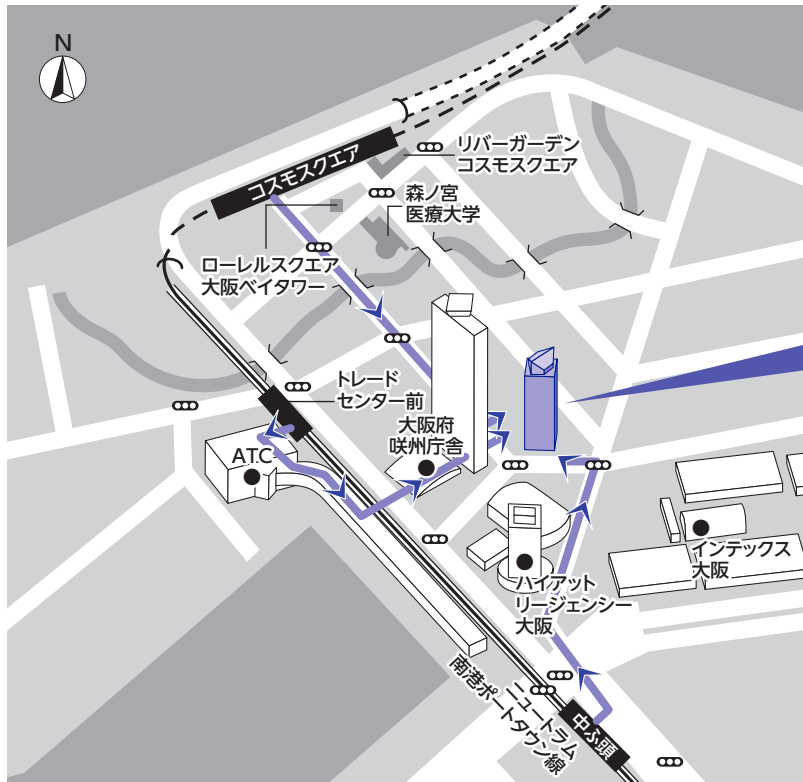 N
コスモスクエア
リバーガーデン
コスモスクエア
森ノ宮
医療大学
ローレルスクエア
大阪ベイタワー
トレード
センター前
大阪府
咲州庁舎
ATC
インテックス
大阪
ハイアット
リージェンシー
大阪
ニュートラム
南港ポートタウン線
中ふ頭